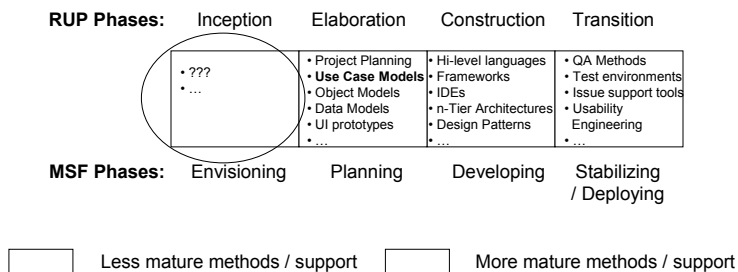 RUP Phases: Inception Elaboration Construction Transition
• ???
• …
• Project Planning
• Use Case Models
• Object Models
• Data Models
• UI prototypes
• …
• Hi-level languages
• Frameworks
• IDEs
• n-Tier Architectures
• Design Patterns
• …
• QA Methods
• Test environments
• Issue support tools
• Usability
Engineering
• …
MSF Phases: Envisioning Planning Developing Stabilizing
/ Deploying
Less mature methods / support More mature methods / support